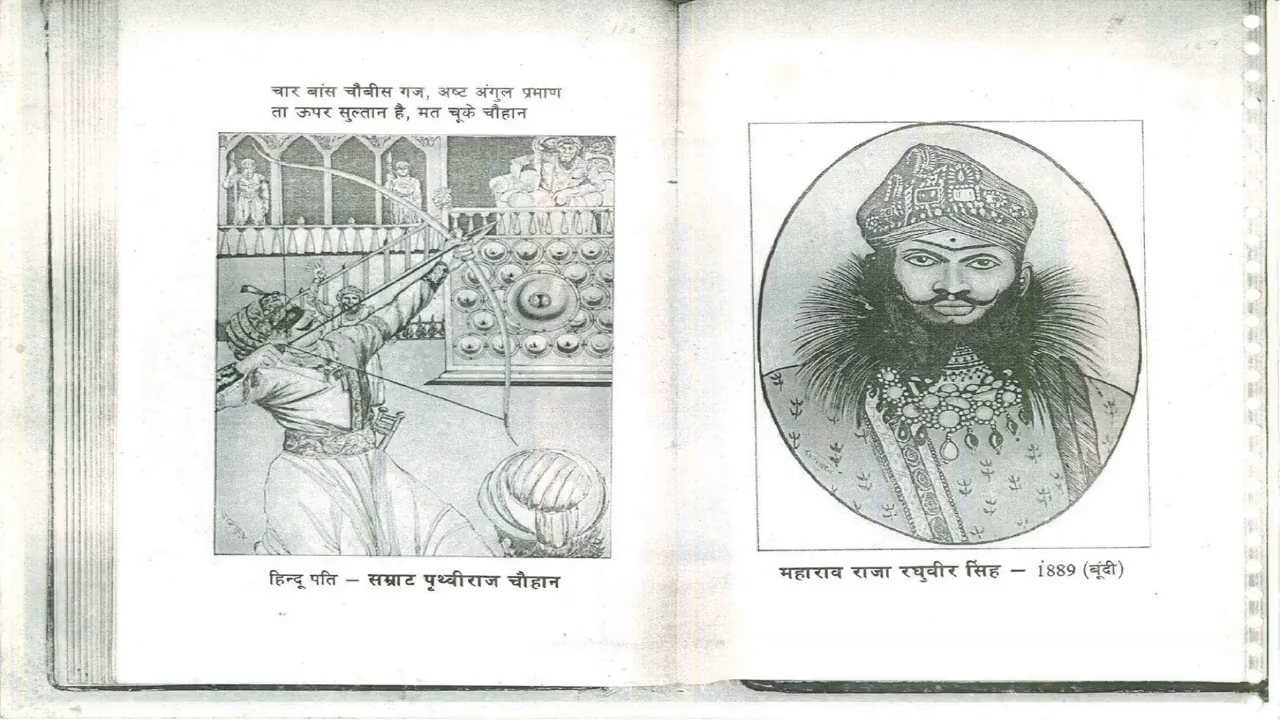 चार बांस चौबीस गज, अष्ट अंगुल प्रमाण
ता ऊपर सुल्तान है, मत चूके चौहान
हिन्दू पति – सम्राट पृथ्वीराज चौहान
महाराव राजा रघुवीर सिंह – 1889 (बूंदी)